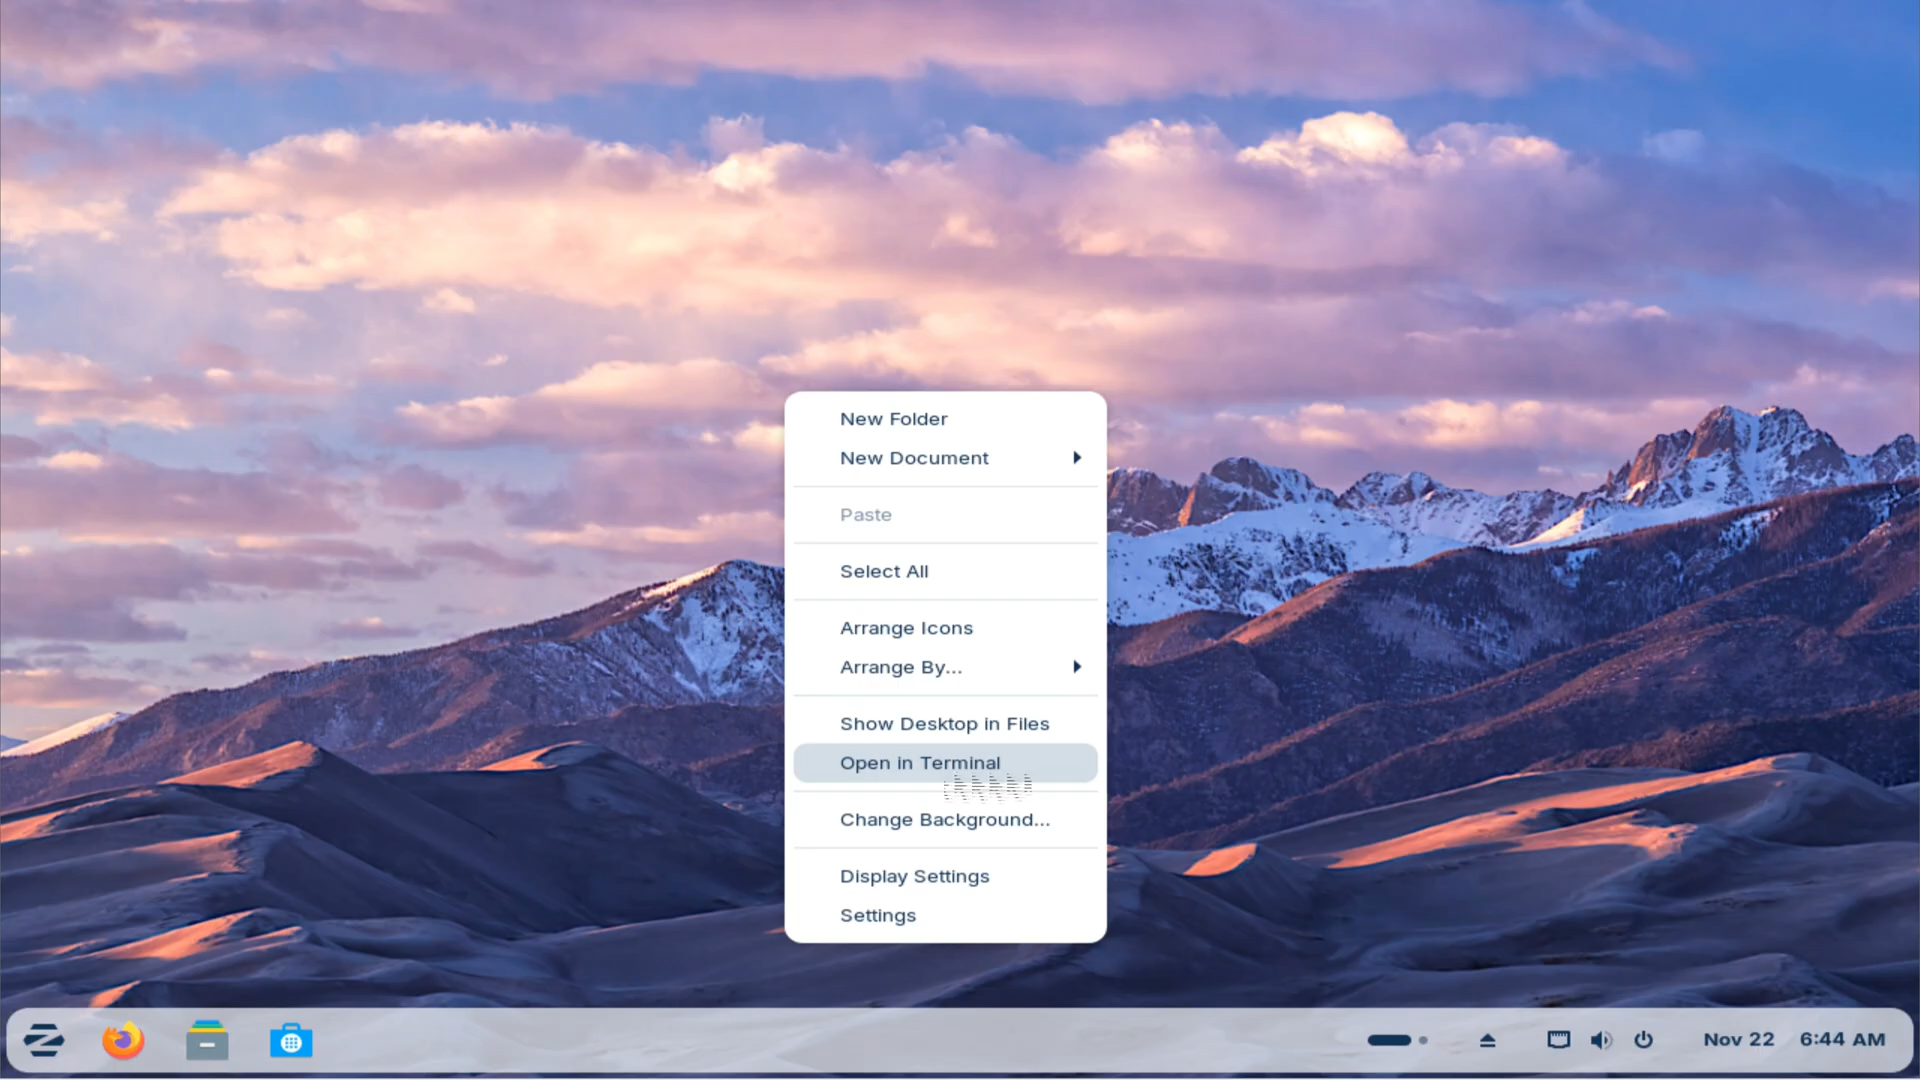 New Folder
New Document
Paste
Select All
Arrange Icons
Arrange By...
Show Desktop in Files
Open in Terminal
Change Background...
Display Settings
Settings
Nov 22 6:44 AM